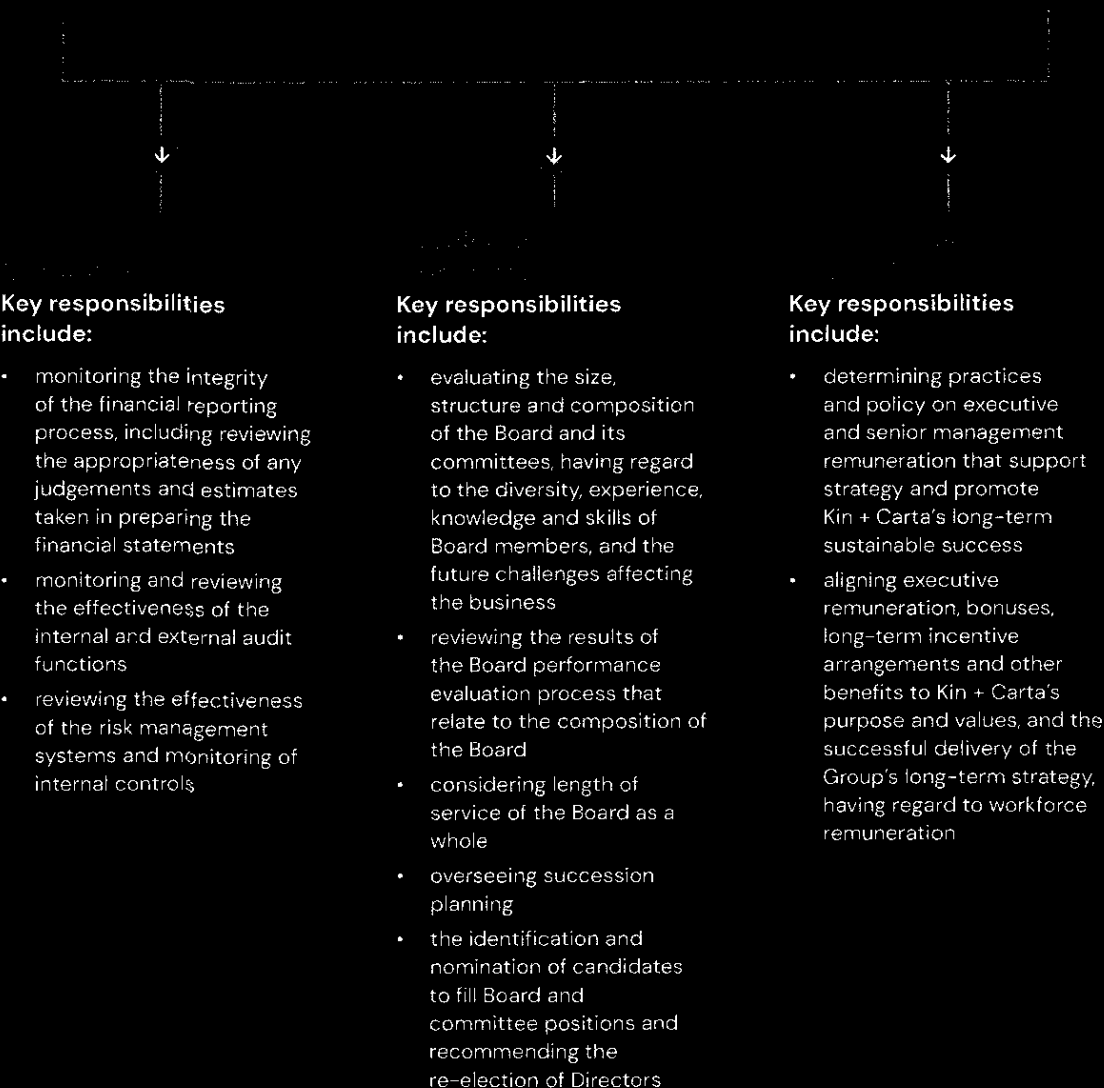 Key responsibilities
include:
• monitoring the integrity
of the financial reporting
process, including reviewing
the appropriateness of any
judgements and estimates
taken in preparing the
financial statements
• monitoring and reviewing
the effectiveness of the
internal and external audit
functions
• reviewing the effectiveness
of the risk management
systems and monitoring of
internal controls
Key responsibilities
include:
• evaluating the size,
structure and composition
of the Board and its
committees, having regard
to the diversity, experience,
knowledge and skills of
Board members, and the
future challenges affecting
the business
• reviewing the results of
the Board performance
evaluation process that
relate to the composition of
the Board
• considering length of
service of the Board as a
whole
• overseeing succession
planning
• the identification and
nomination of candidates
to fill Board and
committee positions and
recommending the
re-election of Directors
Key responsibilities
include:
• determining practices
and policy on executive
and senior management
remuneration that support
strategy and promote
Kin + Carta's long-term
sustainable success
• aligning executive
remuneration, bonuses,
long-term incentive
arrangements and other
benefits to Kin + Carta's
purpose and values, and the
successful delivery of the
Group's long-term strategy,
having regard to workforce
remuneration